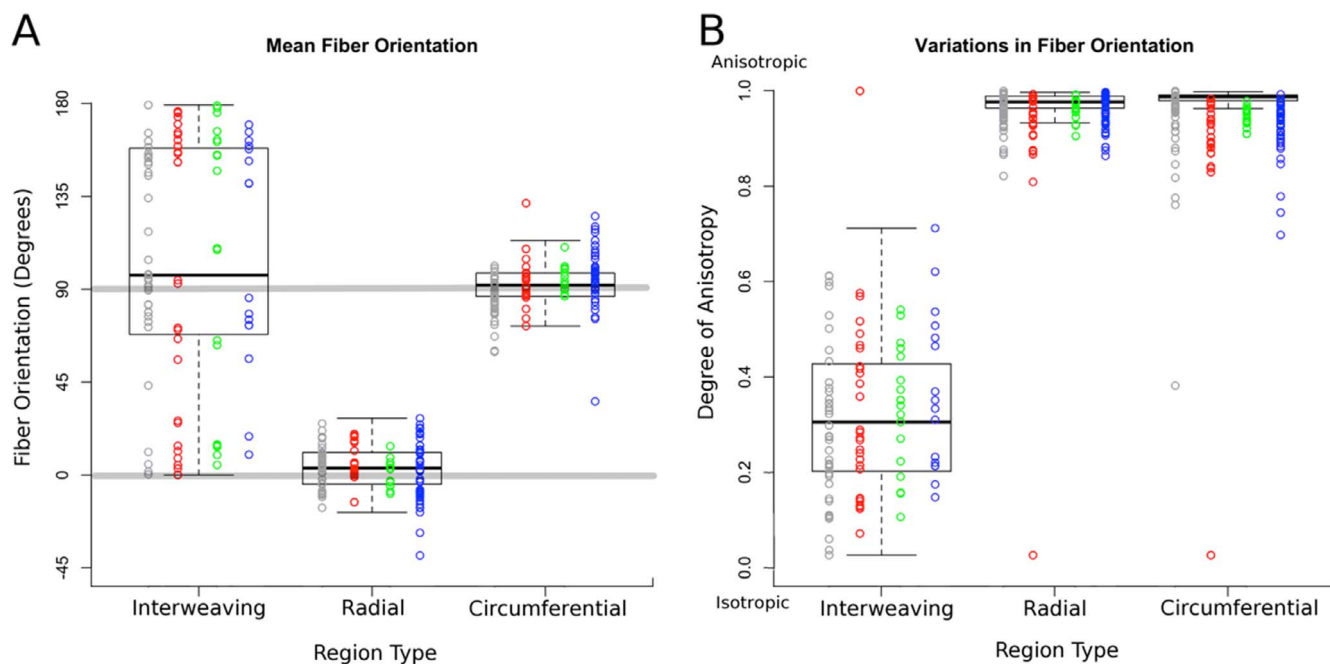 A
Mean Fiber Orientation
Fiber Orientation (Degrees)
180
135
90
45
0
-45
Interweaving
Radial
Circumferential
Region Type
B
Variations in Fiber Orientation
Anisotropic
Degree of Anisotropy
1.0
0.8
0.6
0.4
0.2
0.0
Isotropic
Interweaving
Radial
Circumferential
Region Type